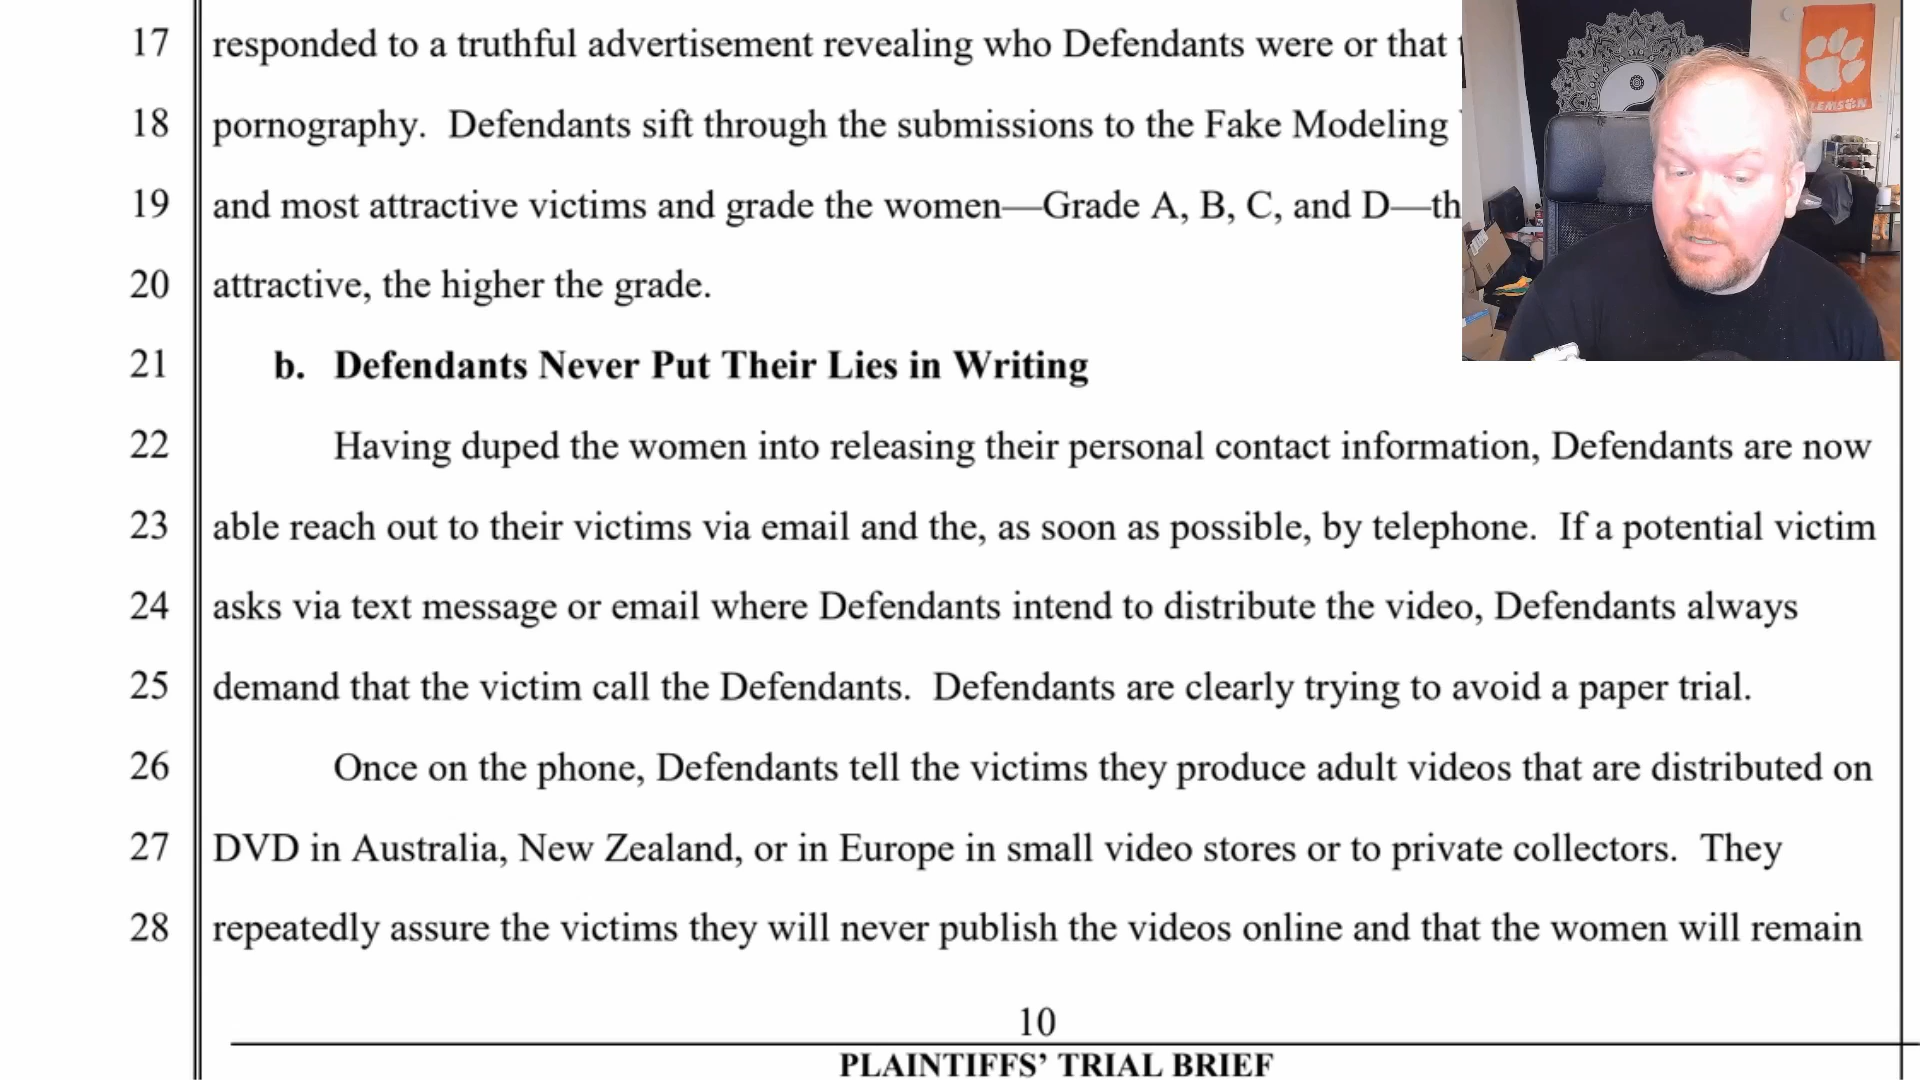 17 responded to a truthful advertisement revealing who Defendants were or that
18 pornography. Defendants sift through the submissions to the Fake Modeling
19 and most attractive victims and grade the women—Grade A, B, C, and D—th
20 attractive, the higher the grade.
21 b. Defendants Never Put Their Lies in Writing
22 Having duped the women into releasing their personal contact information, Defendants are now
23 able reach out to their victims via email and the, as soon as possible, by telephone. If a potential victim
24 asks via text message or email where Defendants intend to distribute the video, Defendants always
25 demand that the victim call the Defendants. Defendants are clearly trying to avoid a paper trial.
26 Once on the phone, Defendants tell the victims they produce adult videos that are distributed on
27 DVD in Australia, New Zealand, or in Europe in small video stores or to private collectors. They
28 repeatedly assure the victims they will never publish the videos online and that the women will remain
10
PLAINTIFFS’ TRIAL BRIEF
CLEMSON